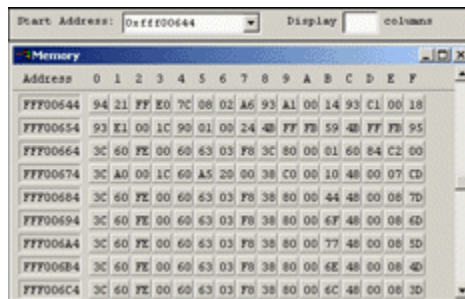 Start Address: 0xfff00644 Display columns
Memory
Address 0 1 2 3 4 5 6 7 8 9 A B C D E F
FFF00644 94 21 FF E0 7C 08 02 A6 93 A1 00 14 93 C1 00 18
FFF00654 93 E1 00 1C 90 01 00 24 4B FF FB 59 4B FF FB 95
FFF00664 3C 60 FE 00 60 63 03 F8 3C 80 00 01 60 84 C2 00
FFF00674 3C A0 00 1C 60 A5 20 00 38 C0 00 10 48 00 07 CD
FFF00684 3C 60 FE 00 60 63 03 F8 38 80 00 44 48 00 08 7D
FFF00694 3C 60 FE 00 60 63 03 F8 38 80 00 6F 48 00 08 6D
FFF006A4 3C 60 FE 00 60 63 03 F8 38 80 00 77 48 00 08 5D
FFF006B4 3C 60 FE 00 60 63 03 F8 38 80 00 6E 48 00 08 4D
FFF006C4 3C 60 FE 00 60 63 03 F8 38 80 00 6C 48 00 08 3D